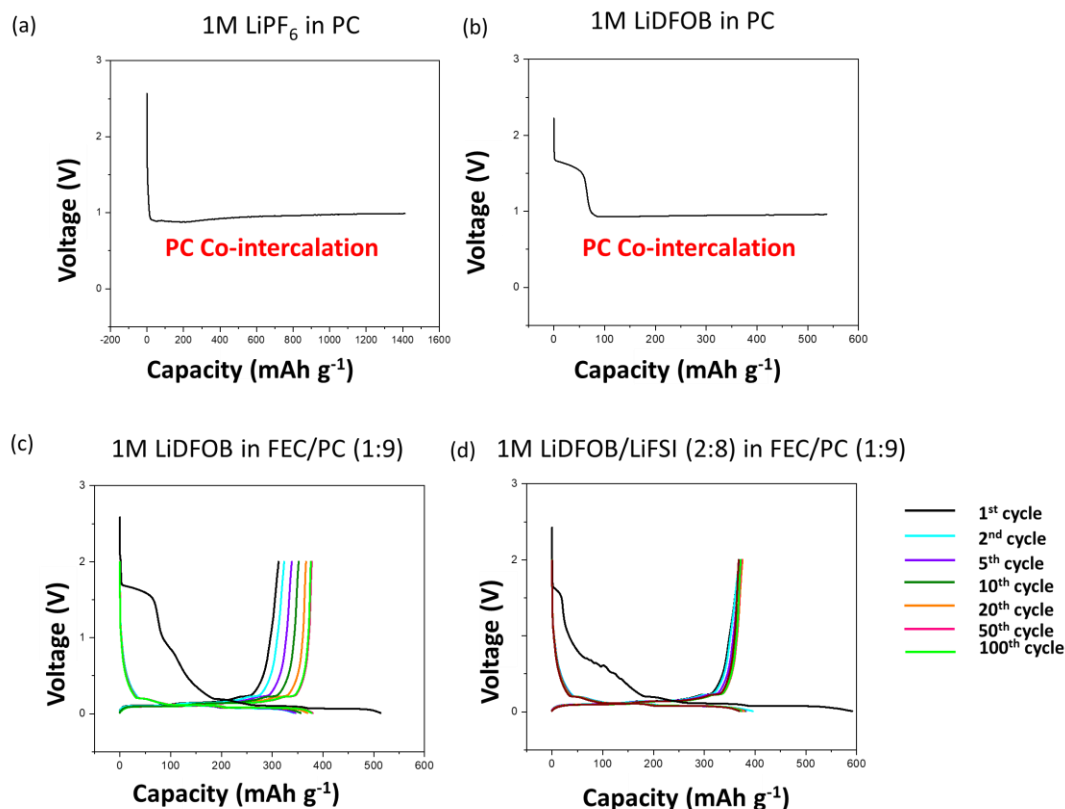 (a)
1M LiPF₆ in PC
3
2
1
0
Voltage (V)
PC Co-intercalation
-200 0 200 400 600 800 1000 1200 1400 1600
Capacity (mAh g⁻¹)
(b)
1M LiDFOB in PC
3
2
1
0
Voltage (V)
PC Co-intercalation
0 100 200 300 400 500 600
Capacity (mAh g⁻¹)
(c)
1M LiDFOB in FEC/PC (1:9)
3
2
1
0
Voltage (V)
0 100 200 300 400 500 600
Capacity (mAh g⁻¹)
(d)
1M LiDFOB/LiFSI (2:8) in FEC/PC (1:9)
3
2
1
0
Voltage (V)
0 100 200 300 400 500 600
Capacity (mAh g⁻¹)
1ˢᵗ cycle
2ⁿᵈ cycle
5ᵗʰ cycle
10ᵗʰ cycle
20ᵗʰ cycle
50ᵗʰ cycle
100ᵗʰ cycle